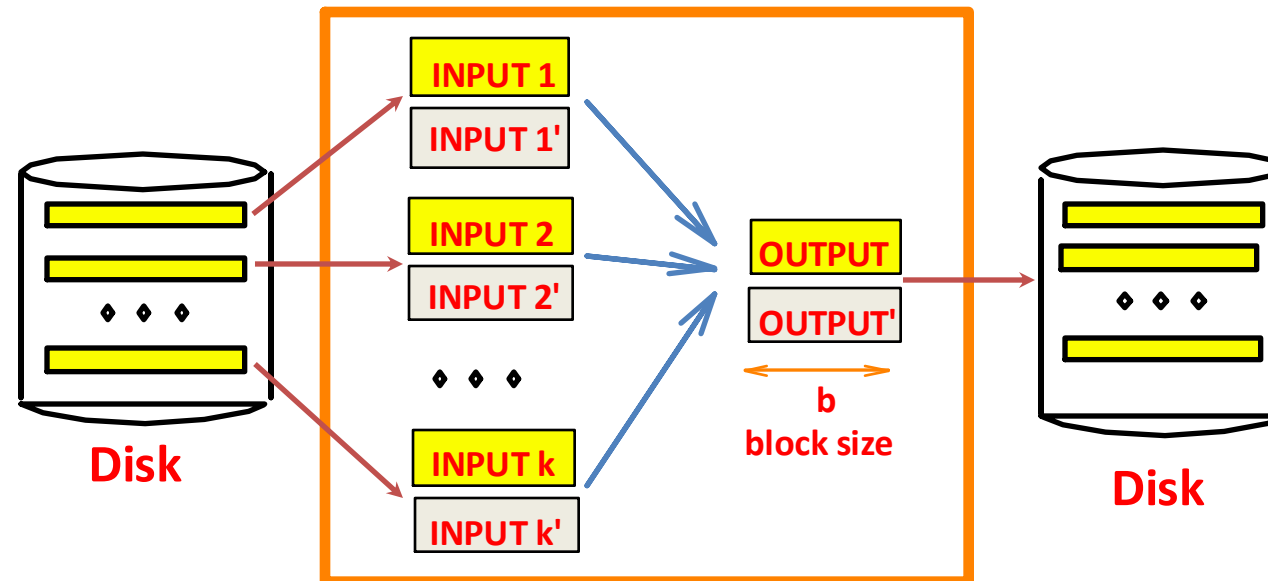 INPUT 1
INPUT 1'
INPUT 2
INPUT 2'
INPUT k
INPUT k'
OUTPUT
OUTPUT'
b
block size
Disk
Disk